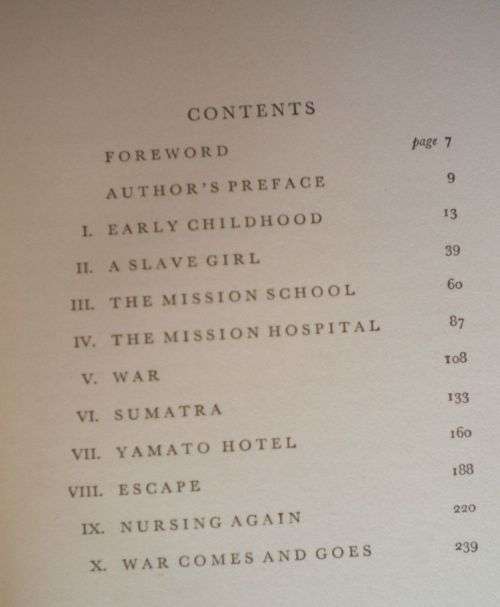 CONTENTS
FOREWORD page 7
AUTHOR'S PREFACE 9
I. EARLY CHILDHOOD 13
II. A SLAVE GIRL 39
III. THE MISSION SCHOOL 60
IV. THE MISSION HOSPITAL 87
V. WAR 108
VI. SUMATRA 133
VII. YAMATO HOTEL 160
VIII. ESCAPE 188
IX. NURSING AGAIN 220
X. WAR COMES AND GOES 239